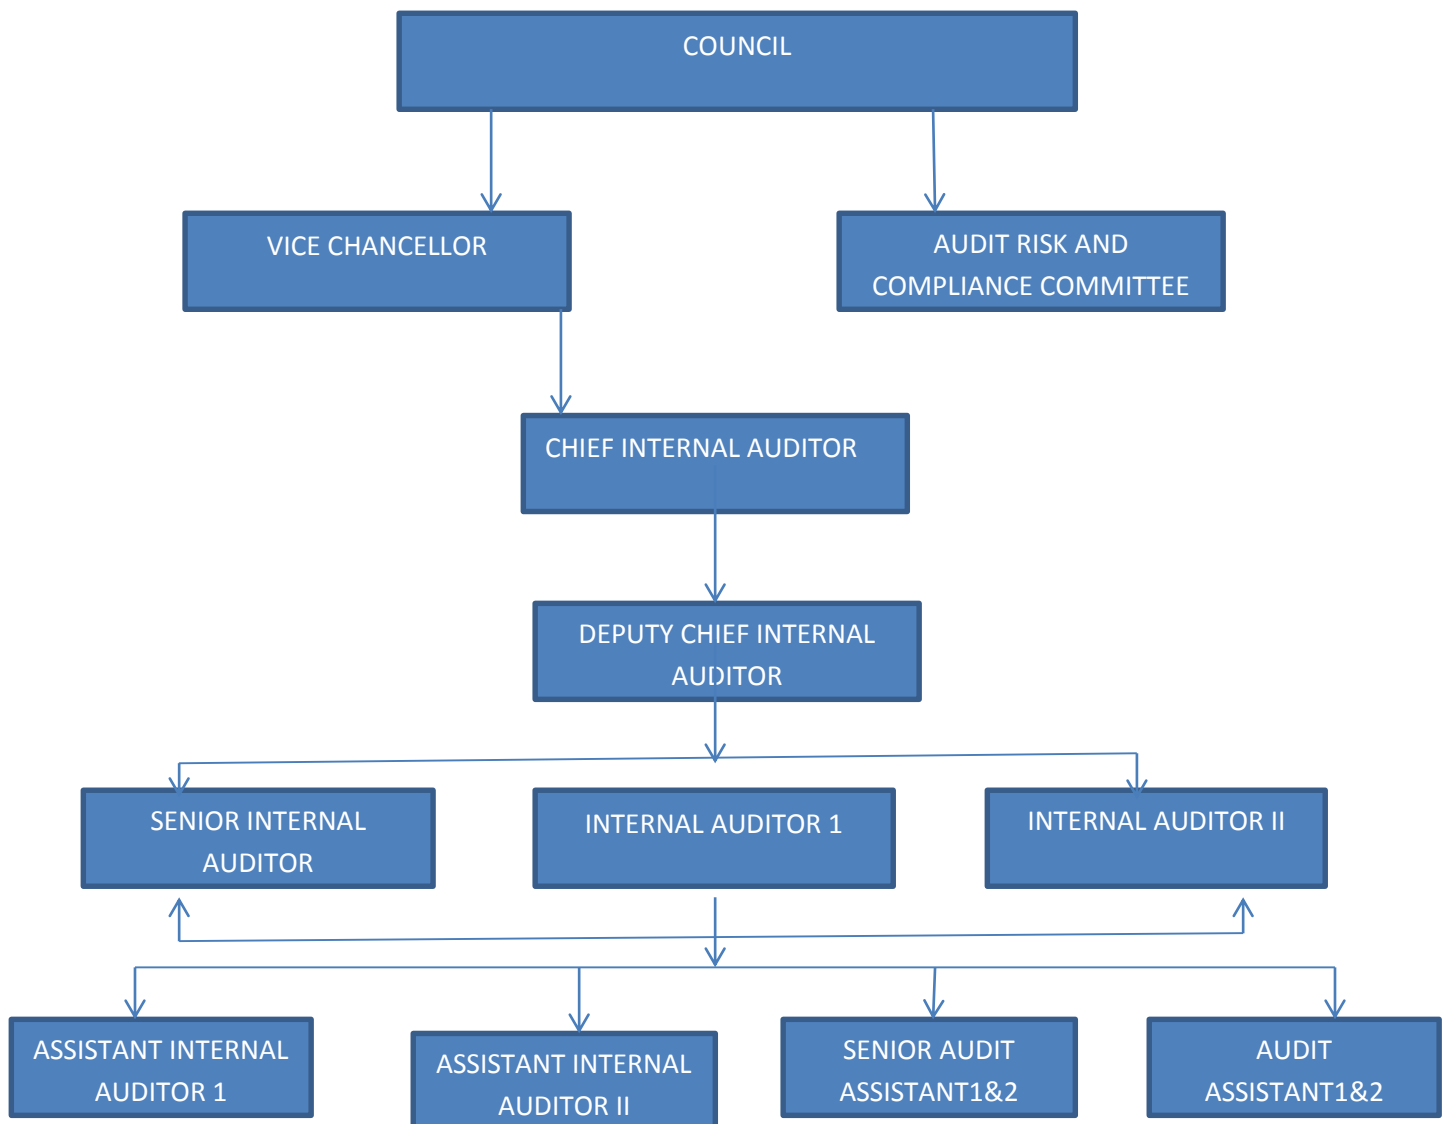 COUNCIL
VICE CHANCELLOR
AUDIT RISK AND
COMPLIANCE COMMITTEE
CHIEF INTERNAL AUDITOR
DEPUTY CHIEF INTERNAL
AUDITOR
SENIOR INTERNAL
AUDITOR
INTERNAL AUDITOR 1
INTERNAL AUDITOR II
ASSISTANT INTERNAL
AUDITOR 1
ASSISTANT INTERNAL
AUDITOR II
SENIOR AUDIT
ASSISTANT1&2
AUDIT
ASSISTANT1&2